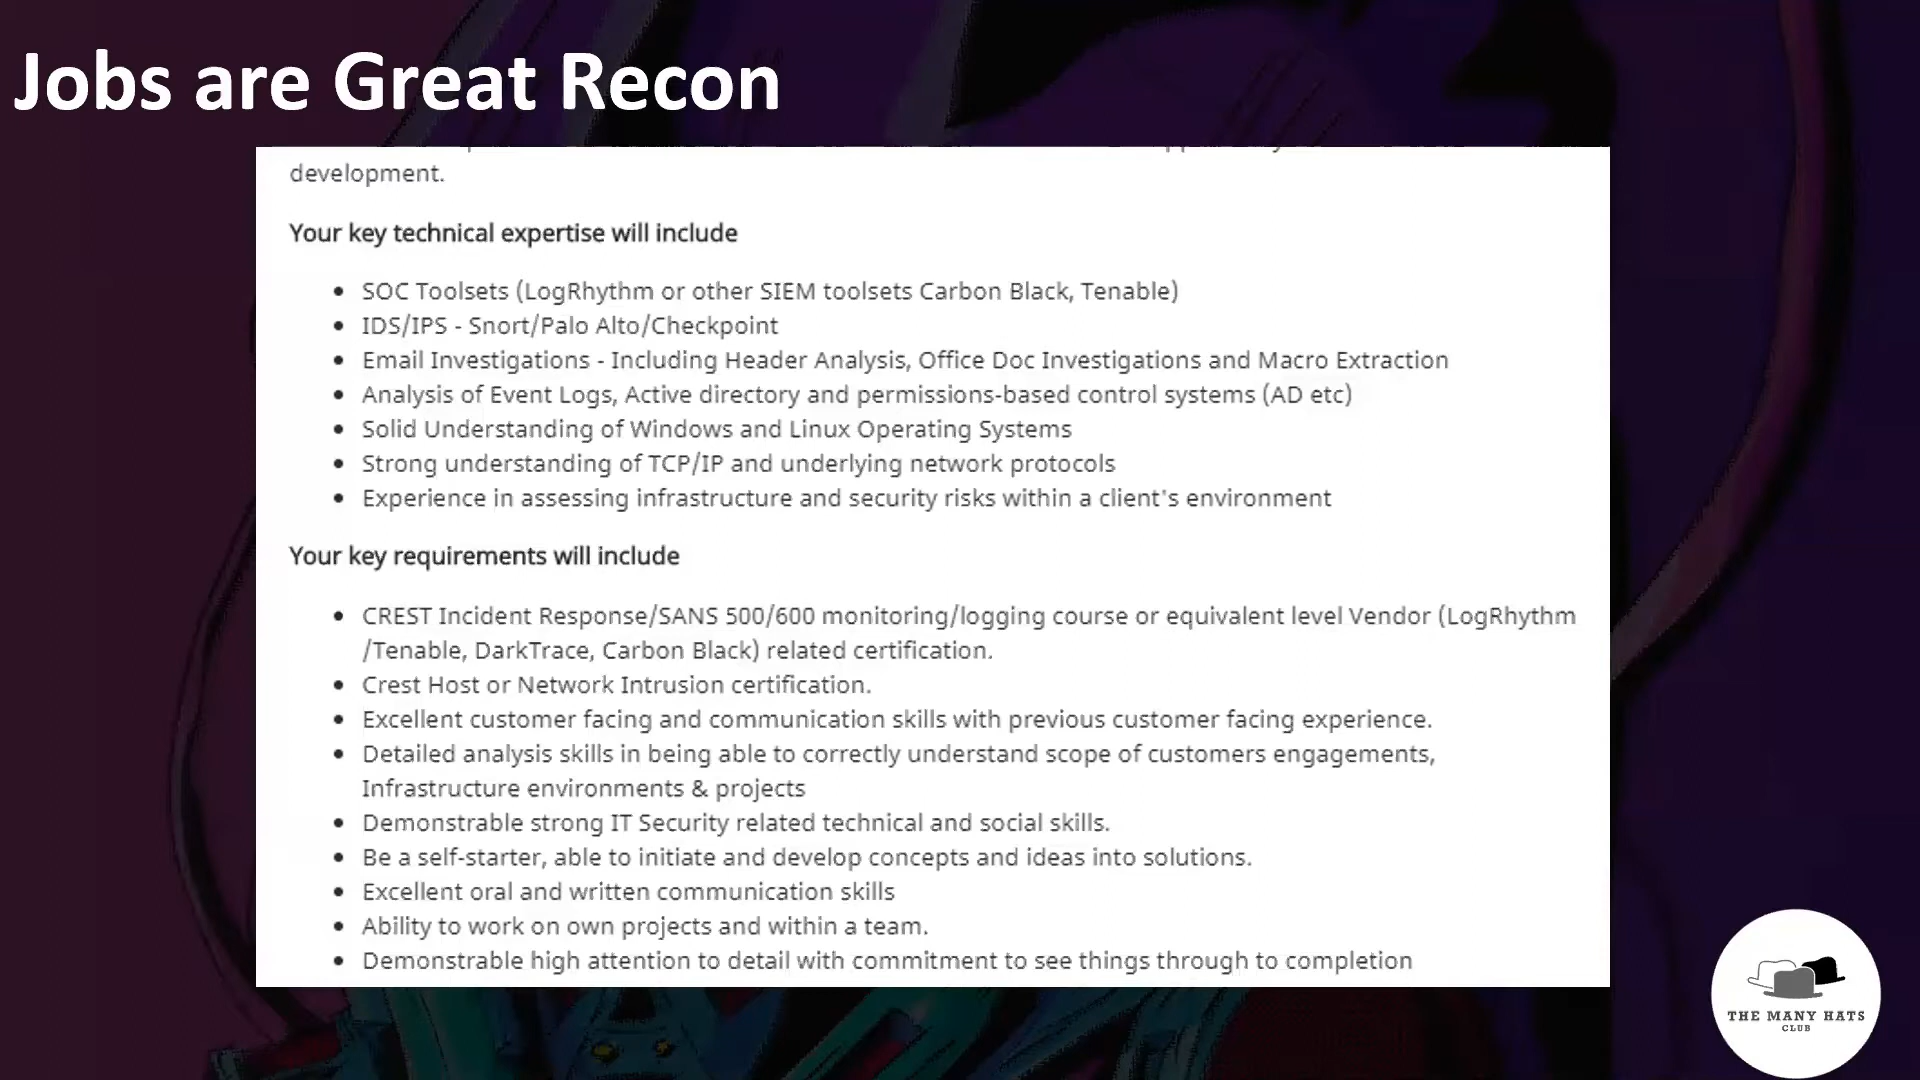 Jobs are Great Recon
development.
Your key technical expertise will include
• SOC Toolsets (LogRhythm or other SIEM toolsets Carbon Black, Tenable)
• IDS/IPS - Snort/Palo Alto/Checkpoint
• Email Investigations - Including Header Analysis, Office Doc Investigations and Macro Extraction
• Analysis of Event Logs, Active directory and permissions-based control systems (AD etc)
• Solid Understanding of Windows and Linux Operating Systems
• Strong understanding of TCP/IP and underlying network protocols
• Experience in assessing infrastructure and security risks within a client's environment
Your key requirements will include
• CREST Incident Response/SANS 500/600 monitoring/logging course or equivalent level Vendor (LogRhythm
/Tenable, DarkTrace, Carbon Black) related certification.
• Crest Host or Network Intrusion certification.
• Excellent customer facing and communication skills with previous customer facing experience.
• Detailed analysis skills in being able to correctly understand scope of customers engagements,
Infrastructure environments & projects
• Demonstrable strong IT Security related technical and social skills.
• Be a self-starter, able to initiate and develop concepts and ideas into solutions.
• Excellent oral and written communication skills
• Ability to work on own projects and within a team.
• Demonstrable high attention to detail with commitment to see things through to completion
THE MANY HATS
CLUB